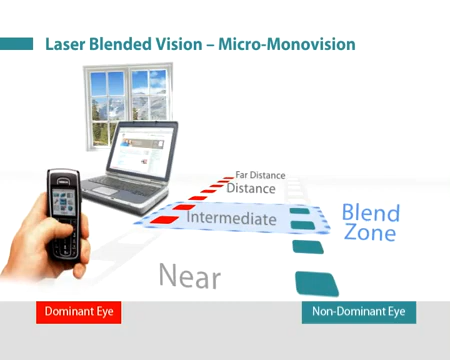 Laser Blended Vision – Micro-Monovision
Far Distance
Distance
Intermediate
Blend
Zone
Near
Dominant Eye
Non-Dominant Eye